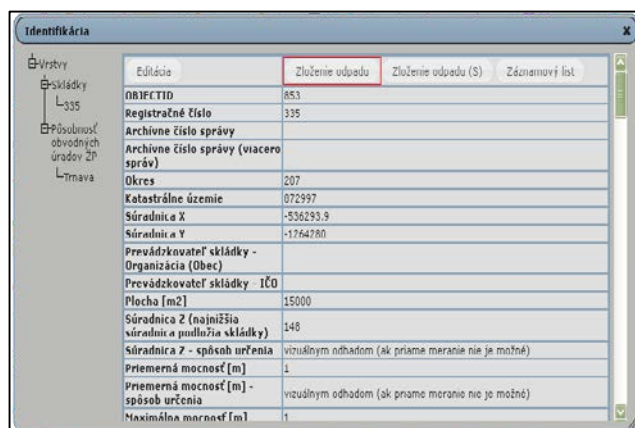 Identifikácia x
Vrstvy
Skládky
335
Pôsobnosť
obvodných
úradov ŽP
Trnava
Editácia Zloženie odpadu Zloženie odpadu (S) Záznamový list
OBJECTID 853
Registračné číslo 335
Archívne číslo správy
Archívne číslo správy (viacero
správ)
Okres 207
Katastrálne územie 872997
Súradnica X -536293.9
Súradnica Y -1264280
Prevádzkovateľ skládky -
Organizácia (Obec)
Prevádzkovateľ skládky - IČO
Plocha [m2] 15000
Súradnica Z (najnižšia
súradnica podložia skládky) 148
Súradnica Z - spôsob určenia vizuálnym odhadom (ak priame meranie nie je možné)
Priemerná mocnosť [m] 1
Priemerná mocnosť [m] -
spôsob určenia vizuálnym odhadom (ak priame meranie nie je možné)
Maximálna mocnosť [m] 1